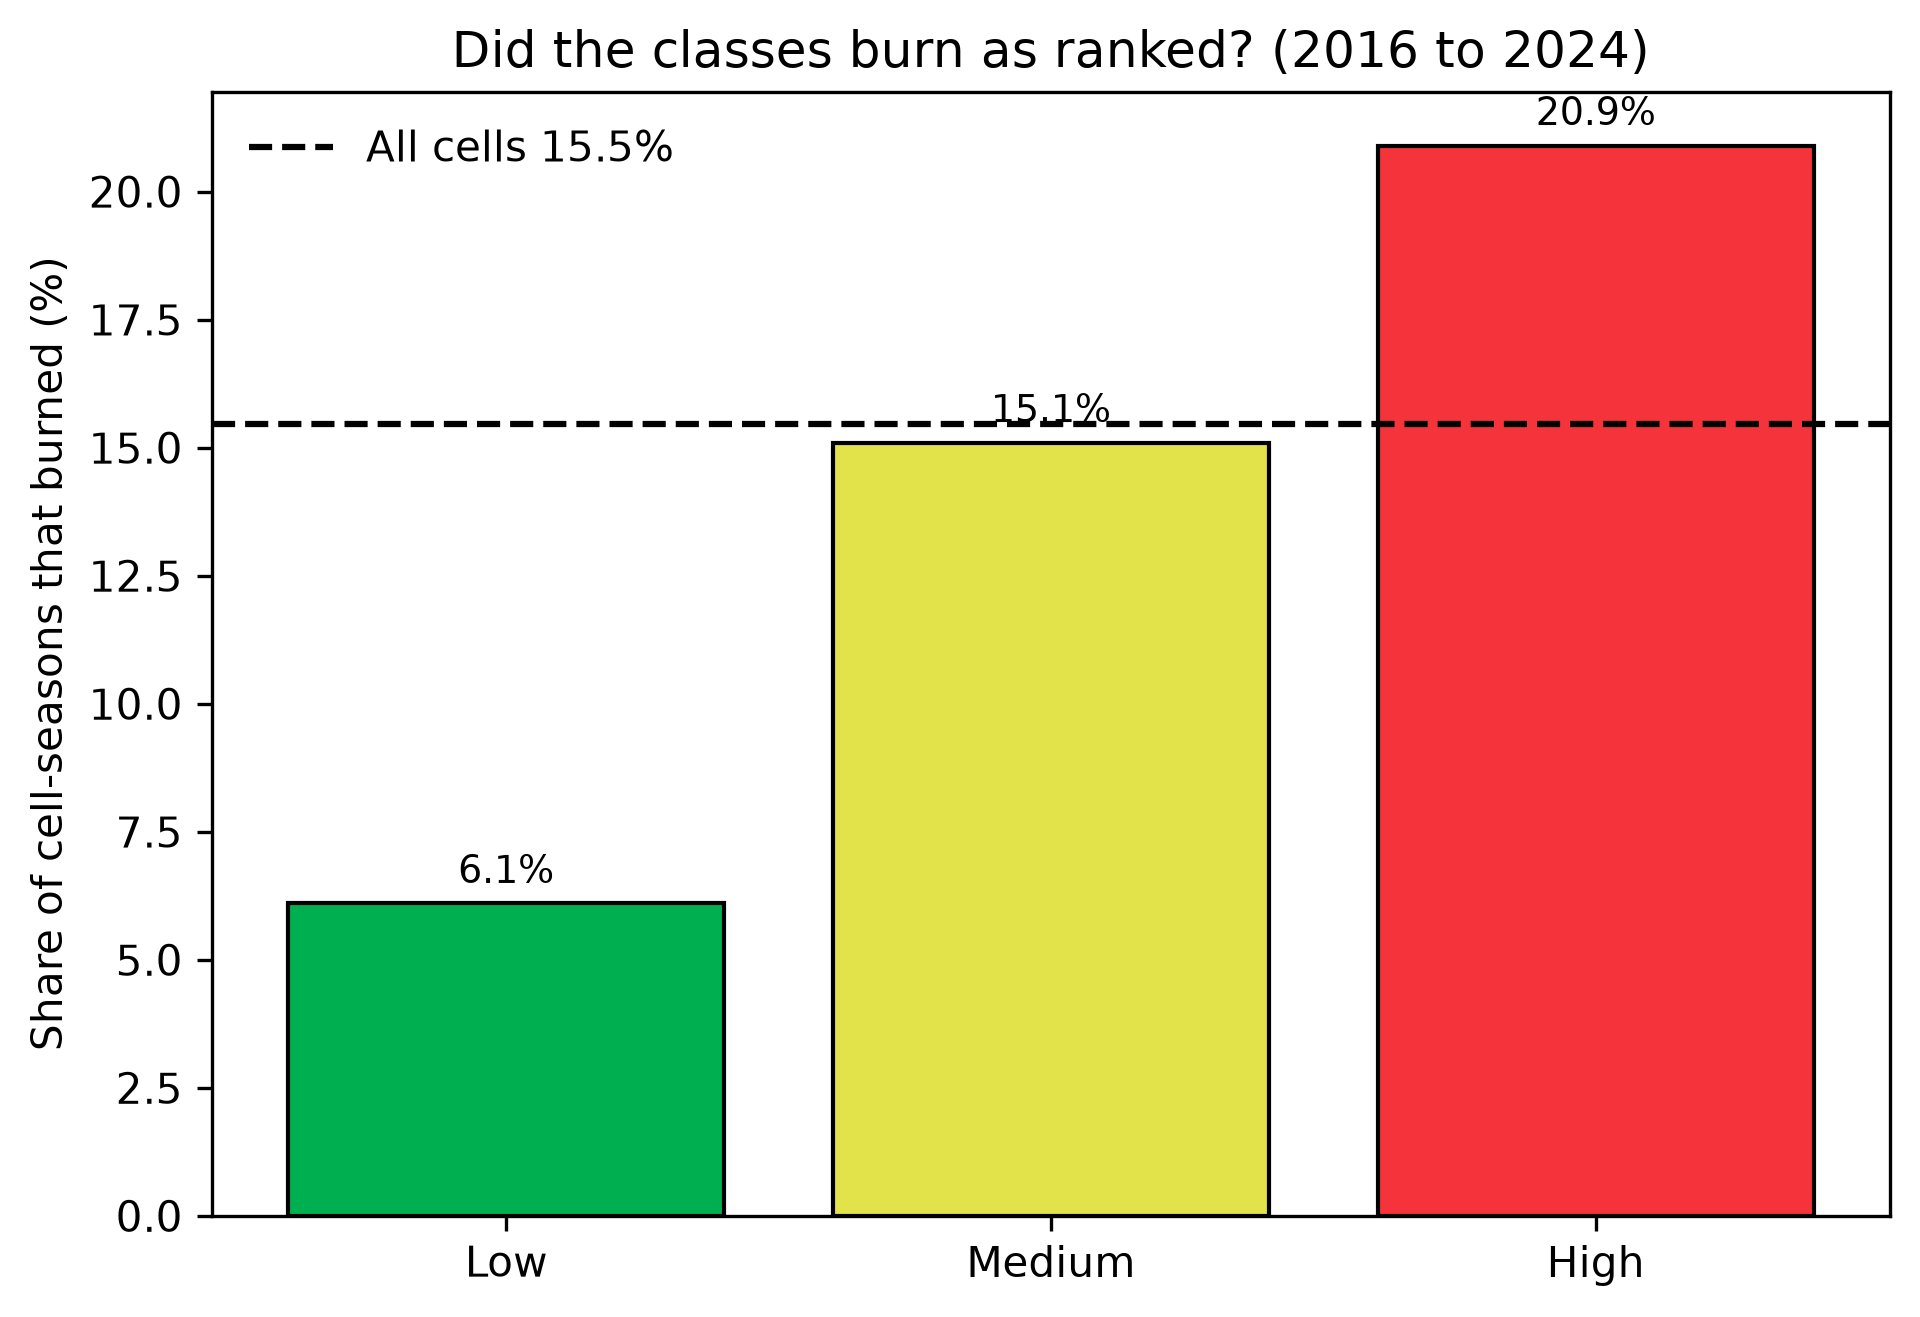 Did the classes burn as ranked? (2016 to 2024)
All cells 15.5%
Share of cell-seasons that burned (%)
20.0
17.5
15.0
12.5
10.0
7.5
5.0
2.5
0.0
6.1%
15.1%
20.9%
Low
Medium
High